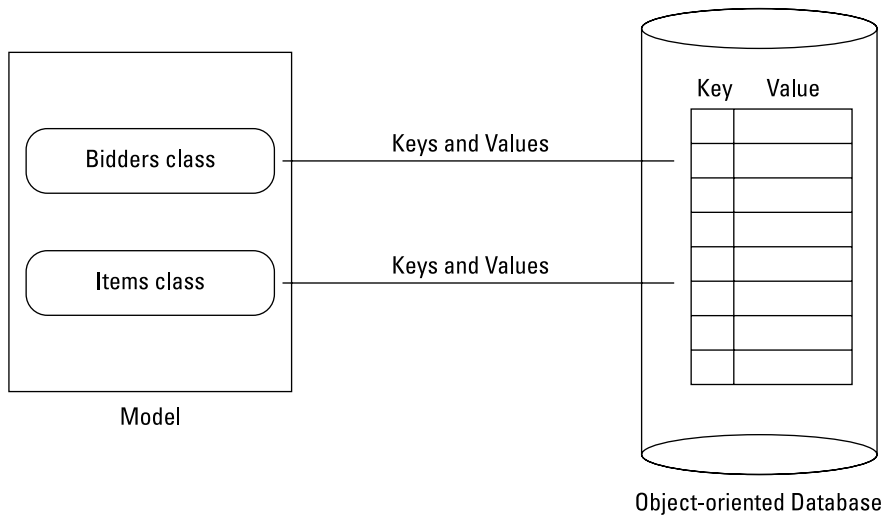 Key Value
Bidders class
Keys and Values
Items class
Keys and Values
Model
Object-oriented Database